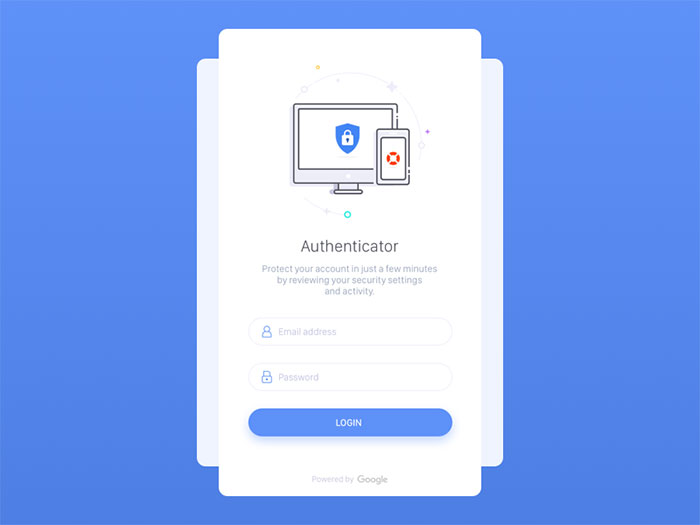 Authenticator
Protect your account in just a few minutes
by reviewing your security settings
and activity.
Email address
Password
LOGIN
Powered by Google